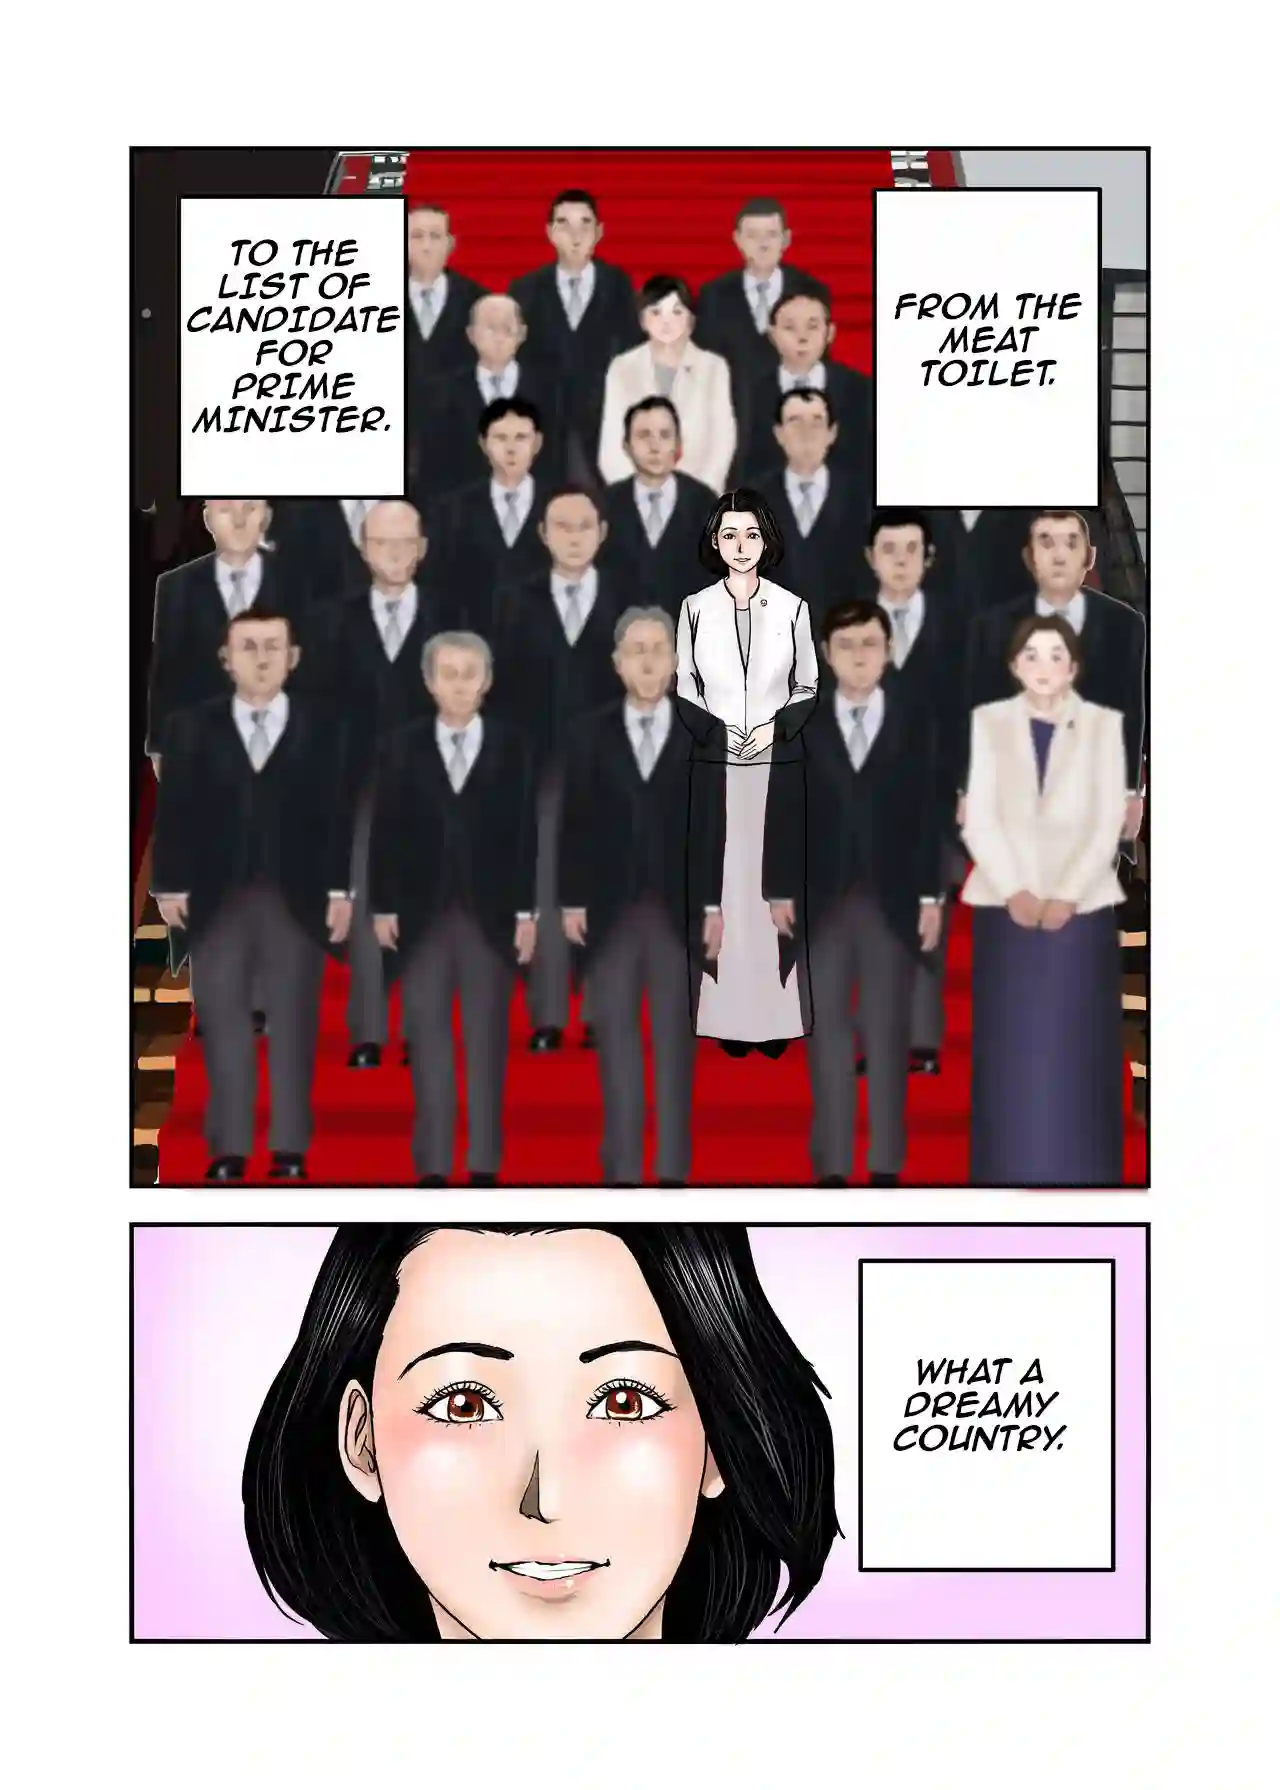 FROM THE
MEAT
TOILET.
TO THE
LIST OF
CANDIDATE
FOR
PRIME
MINISTER.
WHAT A
DREAMY
COUNTRY.